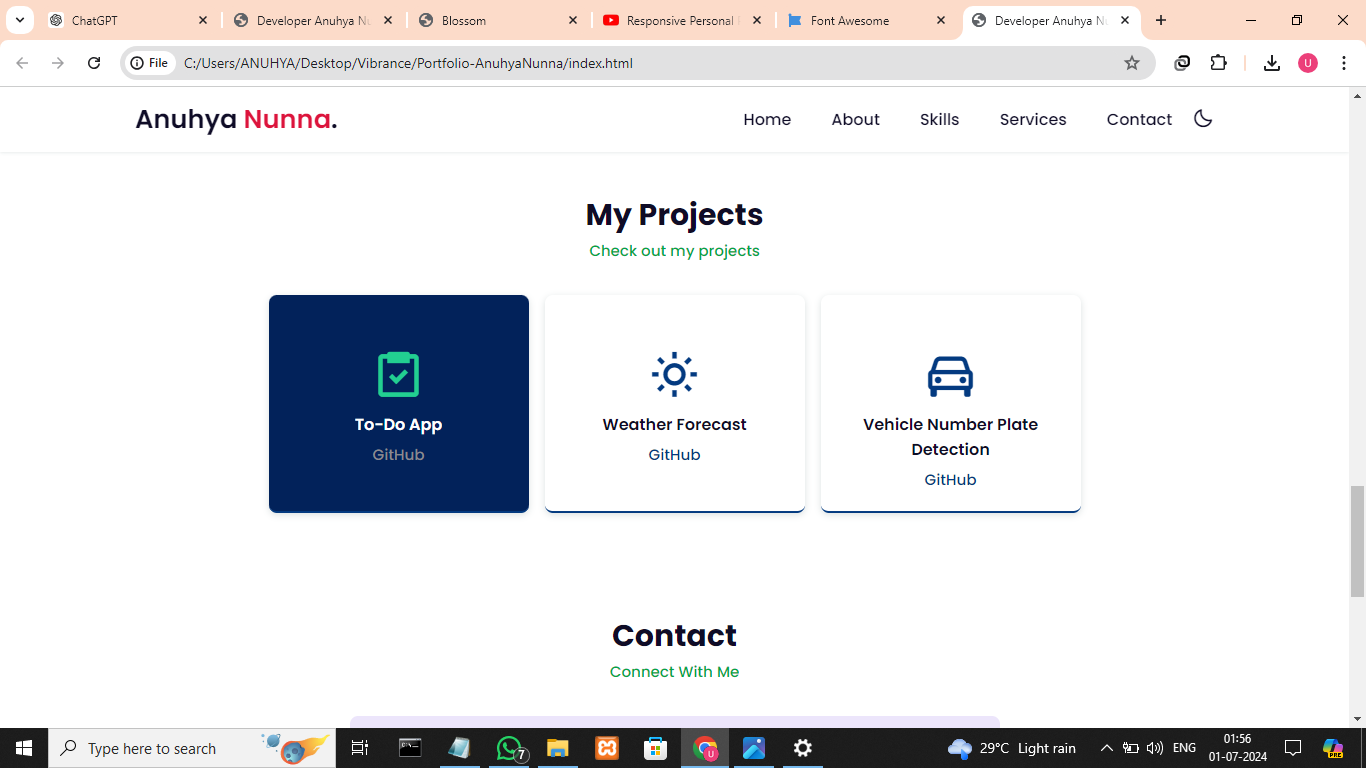 ChatGPT
Developer Anuhya Nu
Blossom
Responsive Personal
Font Awesome
Developer Anuhya Nu
File
C:/Users/ANUHYA/Desktop/Vibrance/Portfolio-AnuhyaNunna/index.html
U
Anuhya Nunna.
Home
About
Skills
Services
Contact
My Projects
Check out my projects
To-Do App
GitHub
Weather Forecast
GitHub
Vehicle Number Plate
Detection
GitHub
Contact
Connect With Me
Type here to search
7
U
29°C Light rain
ENG
01:56
01-07-2024
PRE